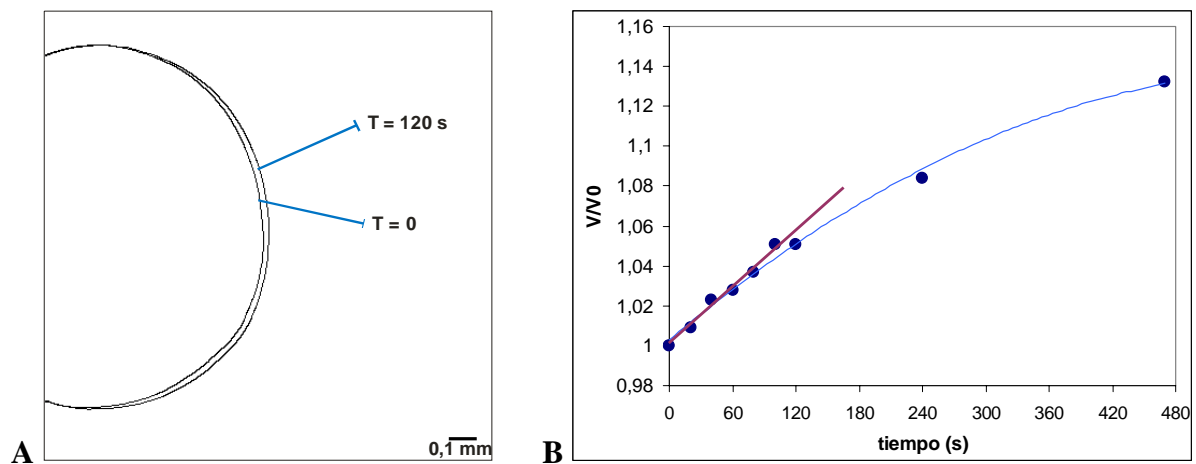 T = 120 s
T = 0
0,1 mm
A
1,16
1,14
1,12
1,1
1,08
1,06
1,04
1,02
1
0,98
V/V0
0 60 120 180 240 300 360 420 480
tiempo (s)
B